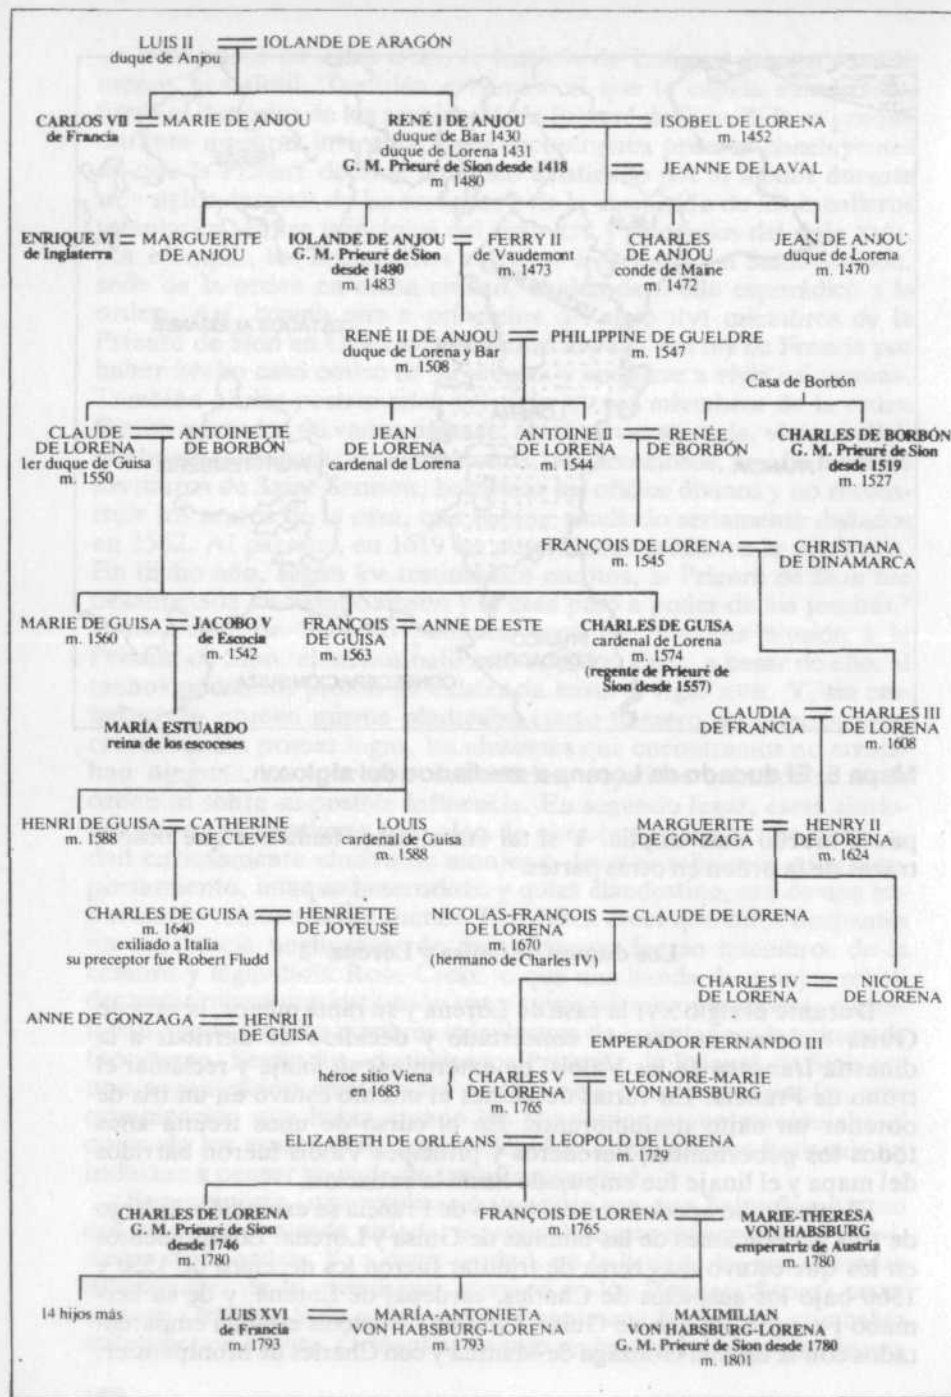 LUIS II
duque de Anjou
IOLANDE DE ARAGÓN
CARLOS VII
de Francia
MARIE DE ANJOU
RENÉ I DE ANJOU
duque de Bar 1430
duque de Lorena 1431
G. M. Prieuré de Sion desde 1418
m. 1480
ISOBEL DE LORENA
m. 1452
JEANNE DE LAVAL
ENRIQUE VI
de Inglaterra
MARGUERITE
DE ANJOU
IOLANDE DE ANJOU
G. M. Prieuré de Sion
desde 1480
m. 1483
FERRY II
de Vaudemont
m. 1473
CHARLES
DE ANJOU
conde de Maine
m. 1472
JEAN DE ANJOU
duque de Lorena
m. 1470
RENÉ II DE ANJOU
duque de Lorena y Bar
m. 1508
PHILIPPINE DE GUELDRE
m. 1547
Casa de Borbón
CLAUDE
DE LORENA
1er duque de Guisa
m. 1550
ANTOINETTE
DE BORBÓN
JEAN
DE LORENA
cardenal de Lorena
ANTOINE II
DE LORENA
m. 1544
RENÉE
DE BORBÓN
CHARLES DE BORBÓN
G. M. Prieuré de Sion
desde 1519
m. 1527
FRANÇOIS DE LORENA
m. 1545
CHRISTIANA
DE DINAMARCA
MARIE DE GUISA
m. 1560
JACOBO V
de Escocia
m. 1542
FRANÇOIS
DE GUISA
m. 1563
ANNE DE ESTE
CHARLES DE GUISA
cardenal de Lorena
m. 1574
(regente de Prieuré de
Sion desde 1557)
MARÍA ESTUARDO
reina de los escoceses
CLAUDIA
DE FRANCIA
CHARLES III
DE LORENA
m. 1608
HENRI DE GUISA
m. 1588
CATHERINE
DE CLEVES
LOUIS
cardenal de Guisa
m. 1588
MARGUERITE
DE GONZAGA
HENRY II
DE LORENA
m. 1624
CHARLES DE GUISA
m. 1640
exiliado a Italia
su preceptor fue Robert Fludd
HENRIETTE
DE JOYEUSE
NICOLAS-FRANÇOIS
DE LORENA
m. 1670
(hermano de Charles IV)
CLAUDE DE LORENA
CHARLES IV
DE LORENA
NICOLE
DE LORENA
ANNE DE GONZAGA
HENRI II
DE GUISA
EMPERADOR FERNANDO III
héroe sitio Viena
en 1683
CHARLES V
DE LORENA
m. 1765
ELEONORE-MARIE
VON HABSBURG
ELIZABETH DE ORLÉANS
LEOPOLD DE LORENA
m. 1729
CHARLES DE LORENA
G. M. Prieuré de Sion
desde 1746
m. 1780
FRANÇOIS DE LORENA
m. 1765
MARIE-THERESA
VON HABSBURG
emperatriz de Austria
m. 1780
14 hijos más
LUIS XVI
de Francia
m. 1793
MARÍA-ANTONIETA
VON HABSBURG-LORENA
m. 1793
MAXIMILIAN
VON HABSBURG-LORENA
G. M. Prieuré de Sion desde 1780
m. 1801